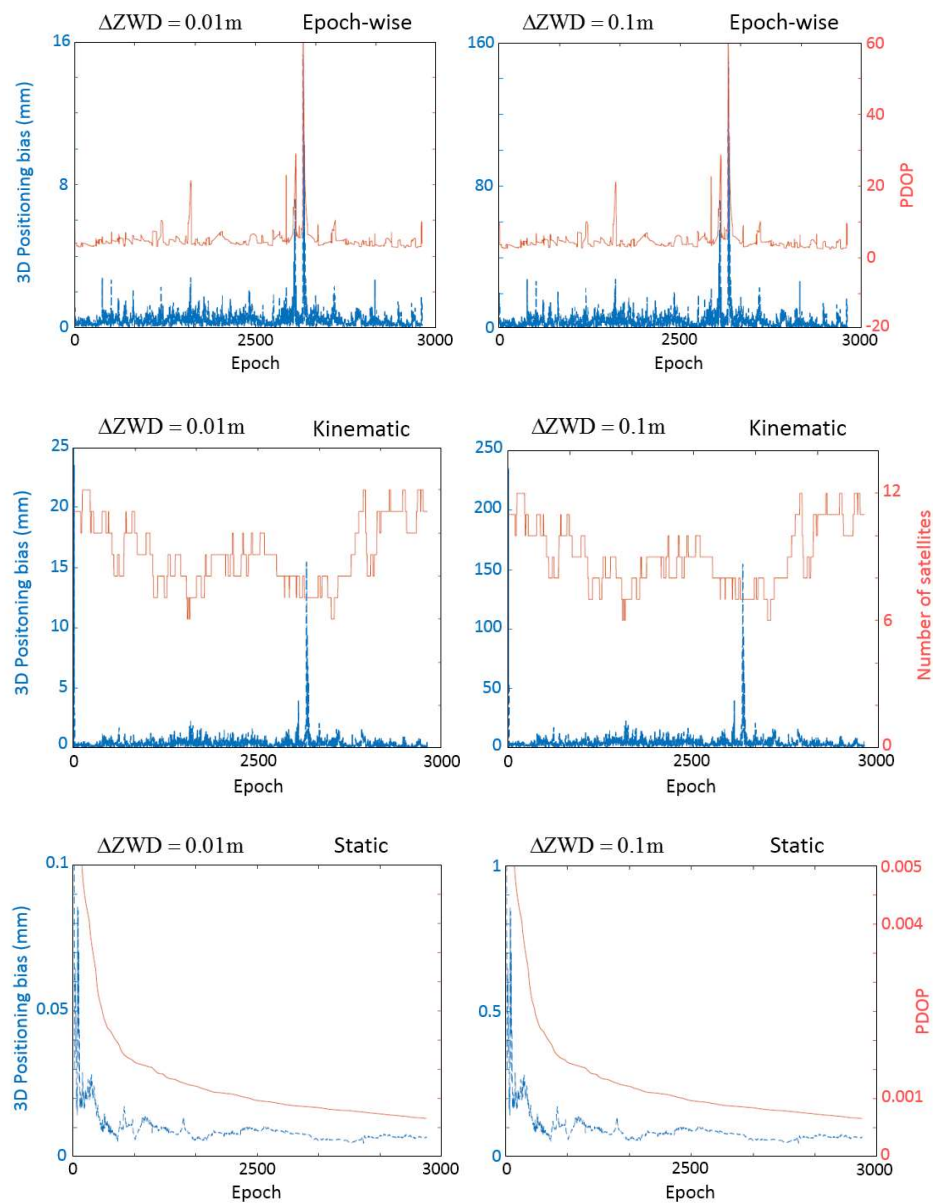 ΔZWD = 0.01m Epoch-wise
16
8
0
3D Positioning bias (mm)
0 2500 3000
Epoch
ΔZWD = 0.1m Epoch-wise
160
80
0
60
40
20
0
-20
PDOP
0 2500 3000
Epoch
ΔZWD = 0.01m Kinematic
25
20
15
10
5
0
3D Positoning bias (mm)
0 2500 3000
Epoch
ΔZWD = 0.1m Kinematic
250
200
150
100
50
0
12
6
0
Number of satellites
0 2500 3000
Epoch
ΔZWD = 0.01m Static
0.1
0.05
0
3D Positioning bias (mm)
0 2500 3000
Epoch
ΔZWD = 0.1m Static
1
0.5
0
0.005
0.004
0.001
0
PDOP
0 2500 3000
Epoch